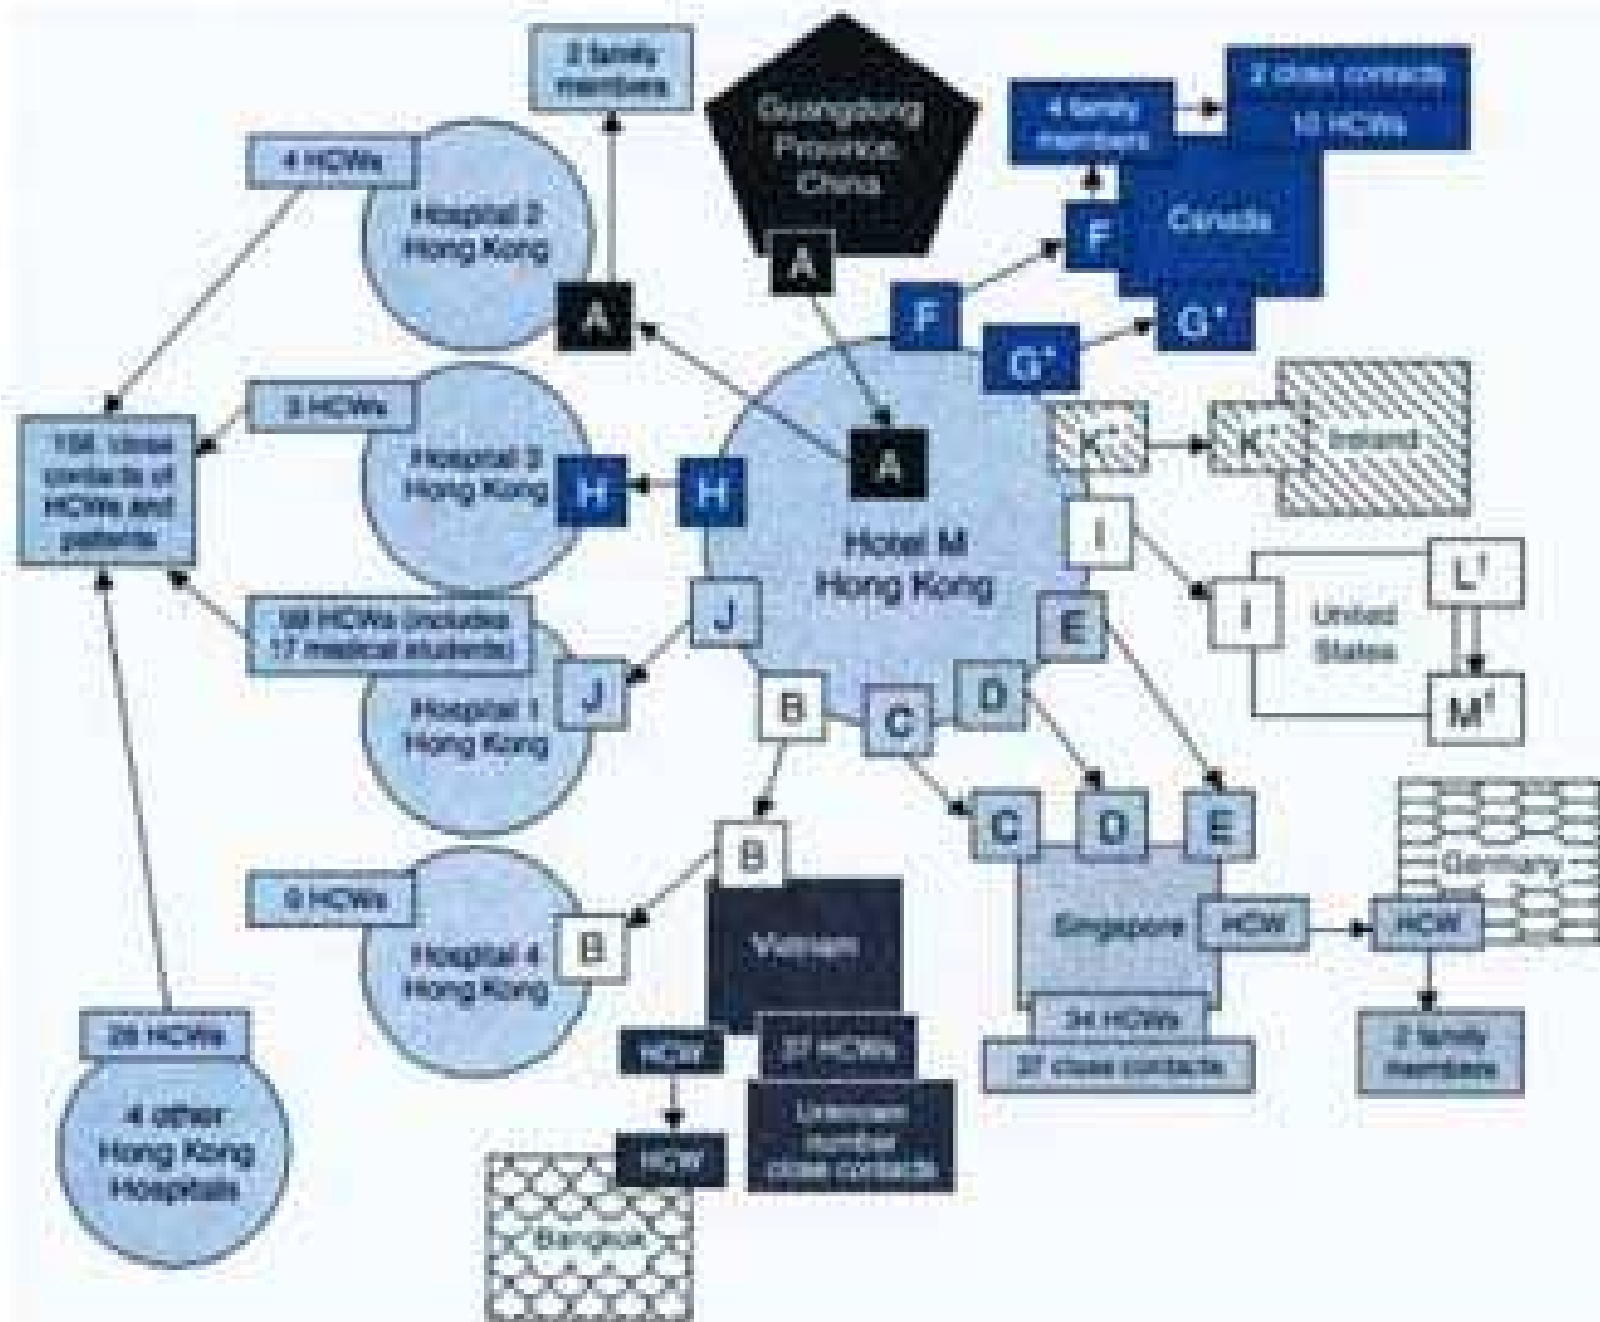 2 family
members
Guangdong
Province,
China
A
4 family
members
2 close contacts
10 HCWs
Canada
F
G*
4 HCWs
Hospital 2
Hong Kong
A
F
G*
3 HCWs
Hospital 3
Hong Kong
H
H
A
Hotel M
Hong Kong
K*
K*
Ireland
close
contacts of
HCWs and
patients
I
I
United
States
L†
M†
99 HCWs (includes
17 medical students)
Hospital 1
Hong Kong
J
J
B
C
D
E
B
C
D
E
0 HCWs
Hospital 4
Hong Kong
B
Vietnam
Singapore
HCW
HCW
Germany
HCW
37 HCWs
34 HCWs
37 close contacts
2 family
members
28 HCWs
4 other
Hong Kong
Hospitals
HCW
Bangkok
Unknown
number
close contacts